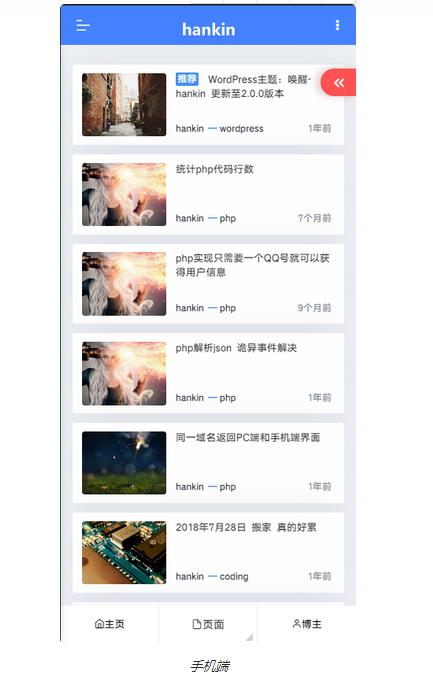 hankin
推荐 WordPress主题：唤醒-
hankin 更新至2.0.0版本
hankin — wordpress 1年前
统计php代码行数
hankin — php 7个月前
php实现只需要一个QQ号就可以获
得用户信息
hankin — php 9个月前
php解析json 诡异事件解决
hankin — php 1年前
同一域名返回PC端和手机端界面
hankin — php 1年前
2018年7月28日 搬家 真的好累
hankin — coding 1年前
主页 页面 博主
手机端